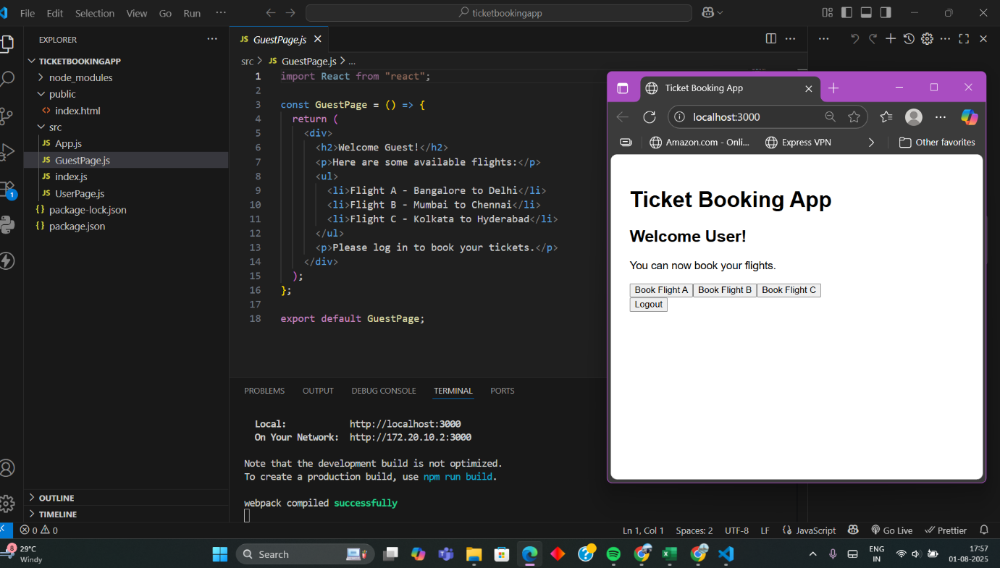 File Edit Selection View Go Run ···
ticketbookingapp
EXPLORER
TICKETBOOKINGAPP
node_modules
public
<> index.html
src
JS App.js
JS GuestPage.js
JS index.js
JS UserPage.js
{} package-lock.json
{} package.json
1
OUTLINE
TIMELINE
JS GuestPage.js
src > JS GuestPage.js > ...
1 import React from "react";
2
3 const GuestPage = () => {
4 return (
5 <div>
6 <h2>Welcome Guest!</h2>
7 <p>Here are some available flights:</p>
8 <ul>
9 <li>Flight A - Bangalore to Delhi</li>
10 <li>Flight B - Mumbai to Chennai</li>
11 <li>Flight C - Kolkata to Hyderabad</li>
12 </ul>
13 <p>Please log in to book your tickets.</p>
14 </div>
15 );
16 };
17
18 export default GuestPage;
PROBLEMS OUTPUT DEBUG CONSOLE TERMINAL PORTS
Local: http://localhost:3000
On Your Network: http://172.20.10.2:3000
Note that the development build is not optimized.
To create a production build, use npm run build.
webpack compiled successfully
Ticket Booking App
localhost:3000
Amazon.com - Onli...
Express VPN
Other favorites
Ticket Booking App
Welcome User!
You can now book your flights.
Book Flight A Book Flight B Book Flight C
Logout
0 0
Ln 1, Col 1 Spaces: 2 UTF-8 LF {} JavaScript Go Live Prettier
8
29°C
Windy
Search
ENG
IN
17:57
01-08-2025